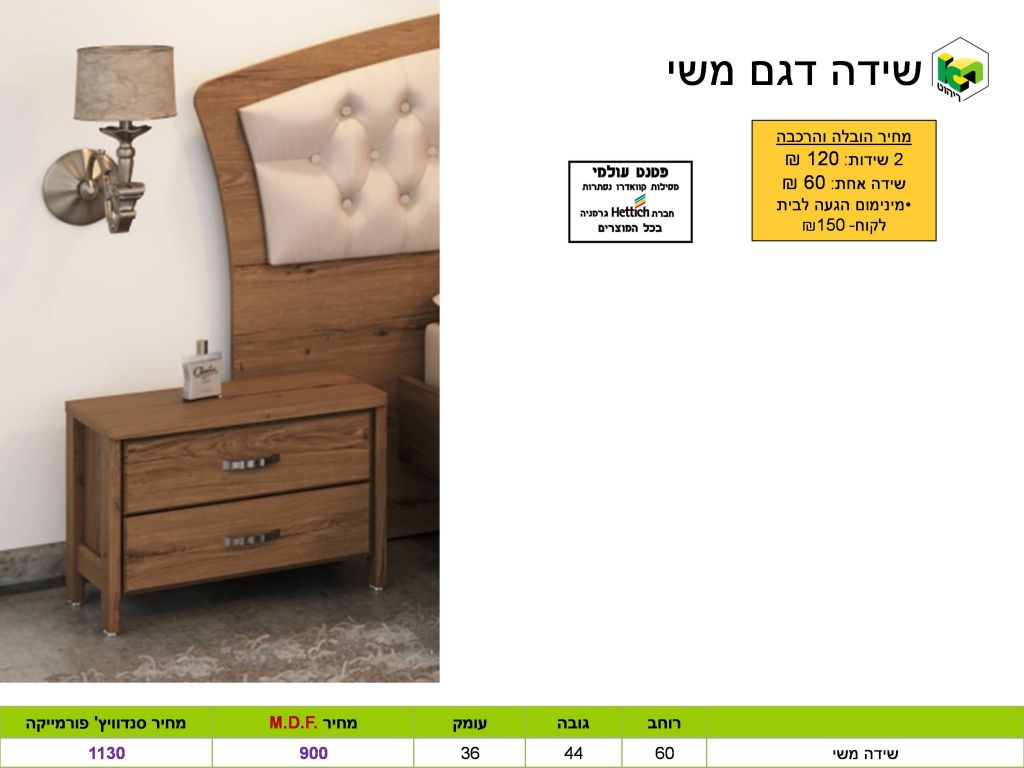 שידה דגם משי
ריהוט
מחיר הובלה והרכבה
2 שידות: 120 ₪
שידה אחת: 60 ₪
•מינימום הגעה לבית
לקוח- 150₪
פטנט עולמי
מסילות קוואדרו נסתרות
חברת Hettich גרמניה
בכל המוצרים
רוחב גובה עומק מחיר M.D.F. מחיר סנדוויץ' פורמייקה
שידה משי 60 44 36 900 1130